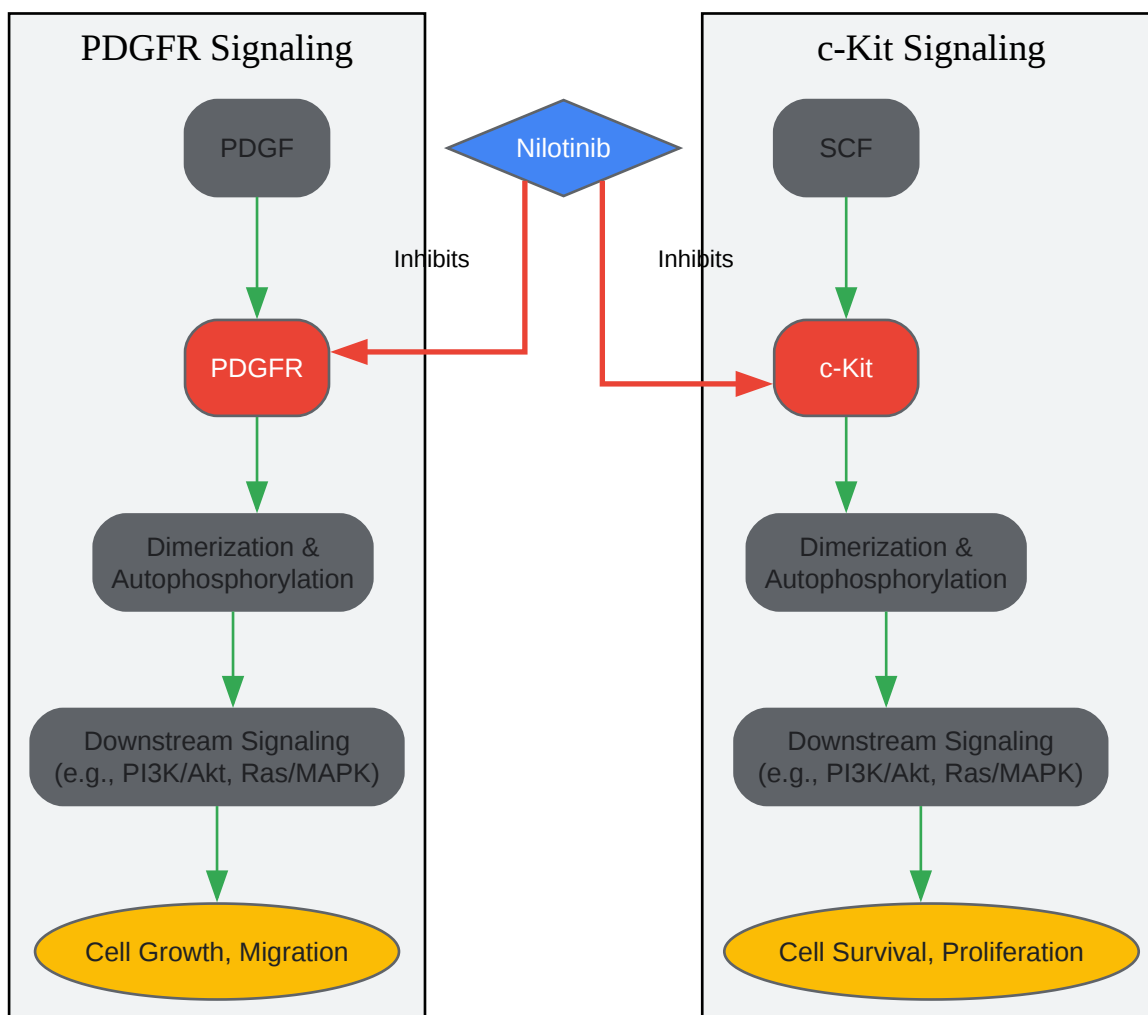 PDGFR Signaling
c-Kit Signaling
PDGF
Nilotinib
SCF
Inhibits
Inhibits
PDGFR
c-Kit
Dimerization &
Autophosphorylation
Dimerization &
Autophosphorylation
Downstream Signaling
(e.g., PI3K/Akt, Ras/MAPK)
Downstream Signaling
(e.g., PI3K/Akt, Ras/MAPK)
Cell Growth, Migration
Cell Survival, Proliferation